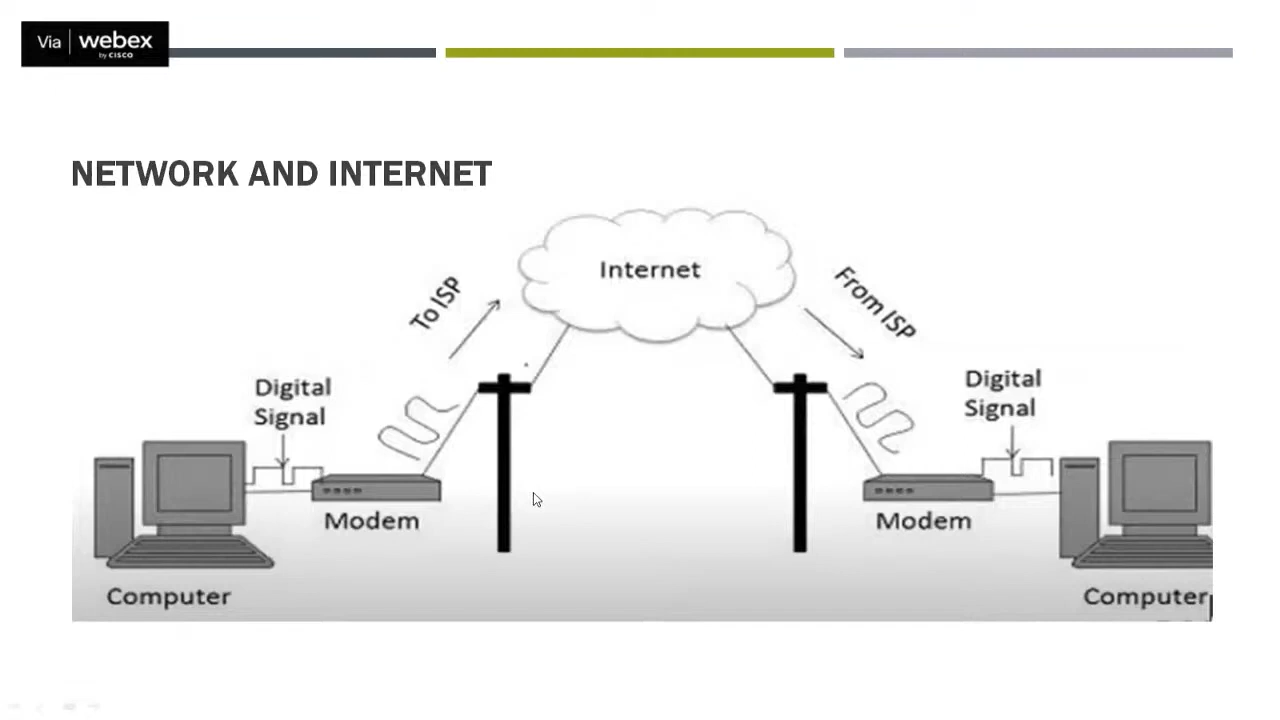 Via webex
by CISCO
NETWORK AND INTERNET
Internet
To ISP
From ISP
Digital
Signal
Digital
Signal
Modem
Modem
Computer
Computer